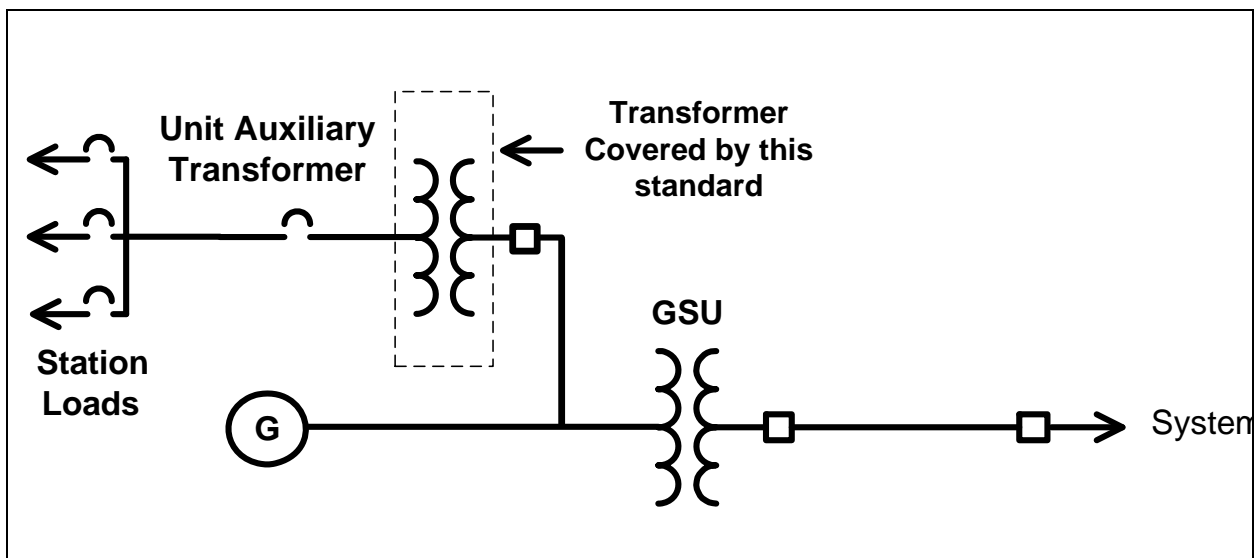 Unit Auxiliary
Transformer
Transformer
Covered by this
standard
GSU
Station
Loads
G
System